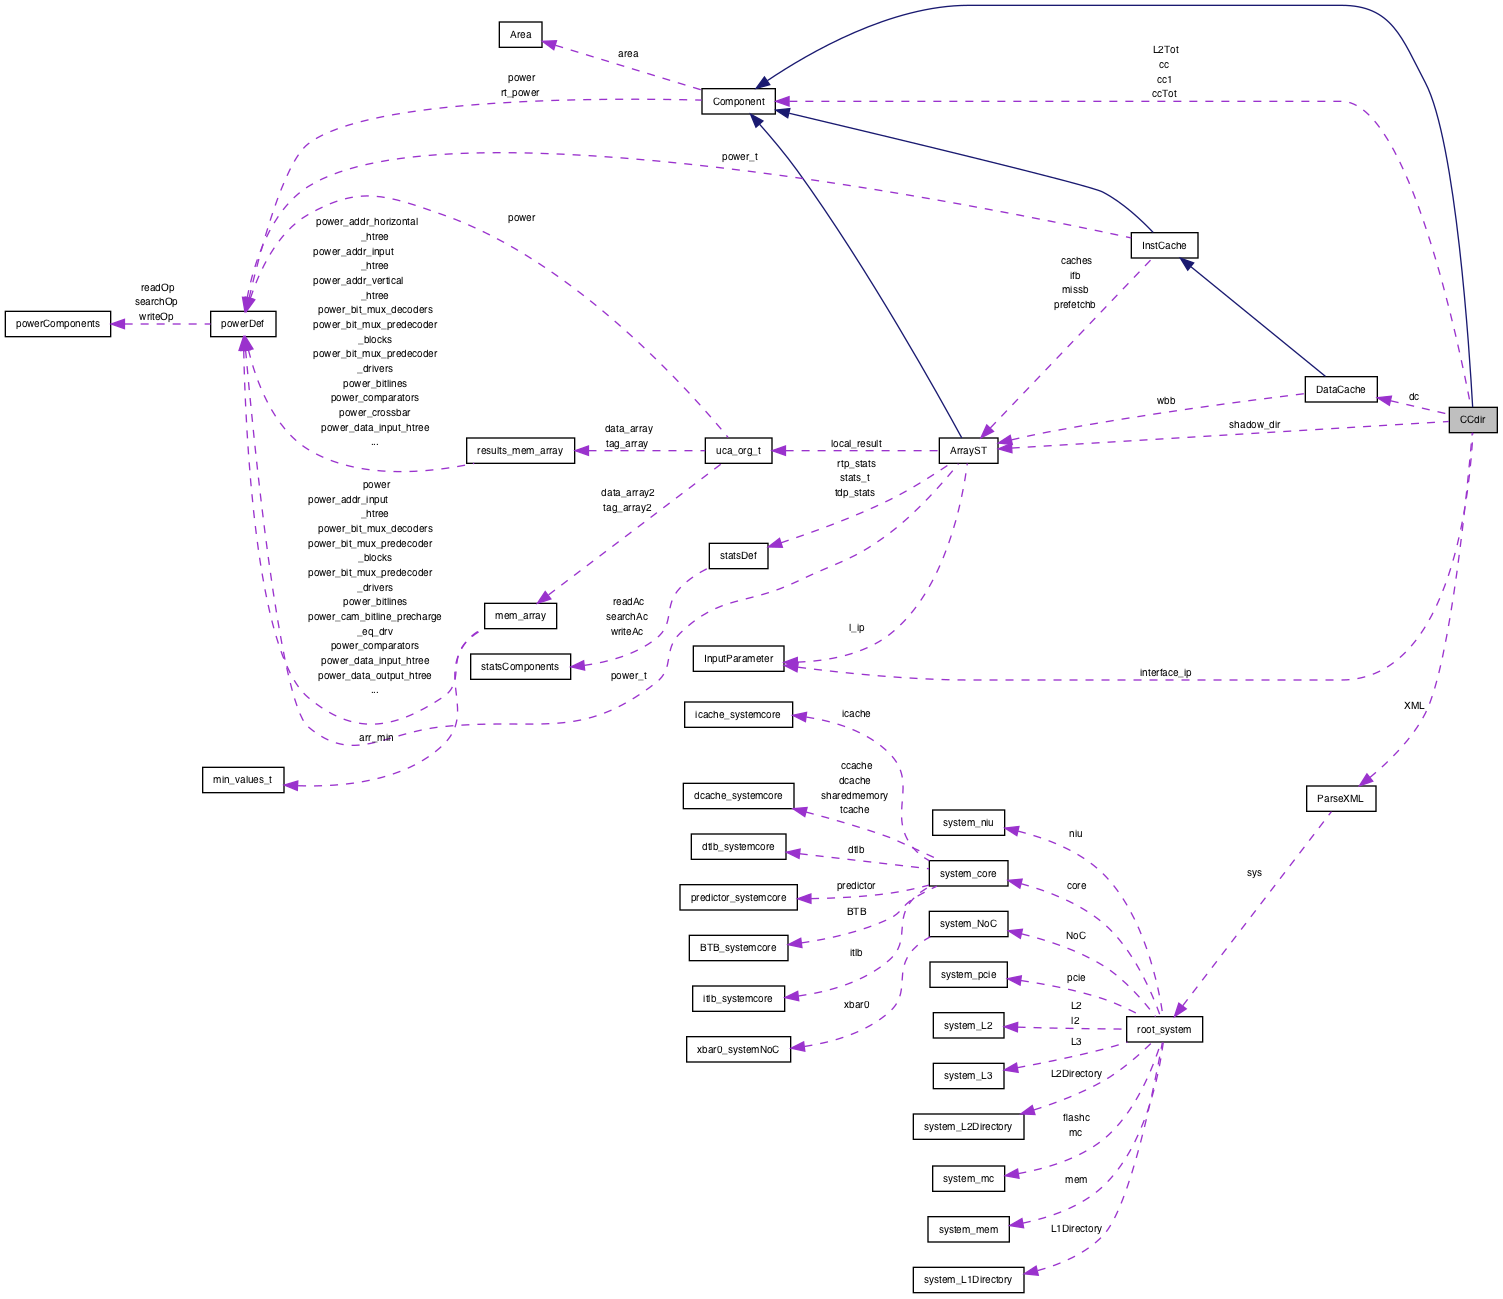 Area
area
L2Tot
cc
cc1
ccTot
power
rt_power
Component
power_t
power
InstCache
caches
ifb
missb
prefetchb
power_addr_horizontal
_htree
power_addr_input
_htree
power_addr_vertical
_htree
power_bit_mux_decoders
power_bit_mux_predecoder
_blocks
power_bit_mux_predecoder
_drivers
power_bitlines
power_comparators
power_crossbar
power_data_input_htree
...
readOp
searchOp
writeOp
powerComponents
powerDef
DataCache
dc
wbb
CCdir
shadow_dir
data_array
tag_array
local_result
results_mem_array
uca_org_t
ArrayST
rtp_stats
stats_t
tdp_stats
data_array2
tag_array2
power
power_addr_input
_htree
power_bit_mux_decoders
power_bit_mux_predecoder
_blocks
power_bit_mux_predecoder
_drivers
power_bitlines
power_cam_bitline_precharge
_eq_drv
power_comparators
power_data_input_htree
power_data_output_htree
...
statsDef
readAc
searchAc
writeAc
mem_array
l_ip
statsComponents
InputParameter
power_t
interface_ip
XML
icache_systemcore
icache
arr_min
min_values_t
ccache
dcache
sharedmemory
tcache
dcache_systemcore
ParseXML
system_niu
niu
dtlb_systemcore
dtlb
system_core
core
sys
predictor_systemcore
predictor
BTB
system_NoC
NoC
BTB_systemcore
itlb
system_pcie
pcie
itlb_systemcore
xbar0
L2
l2
system_L2
root_system
xbar0_systemNoC
L3
system_L3
L2Directory
system_L2Directory
flashc
mc
system_mc
mem
system_mem
L1Directory
system_L1Directory